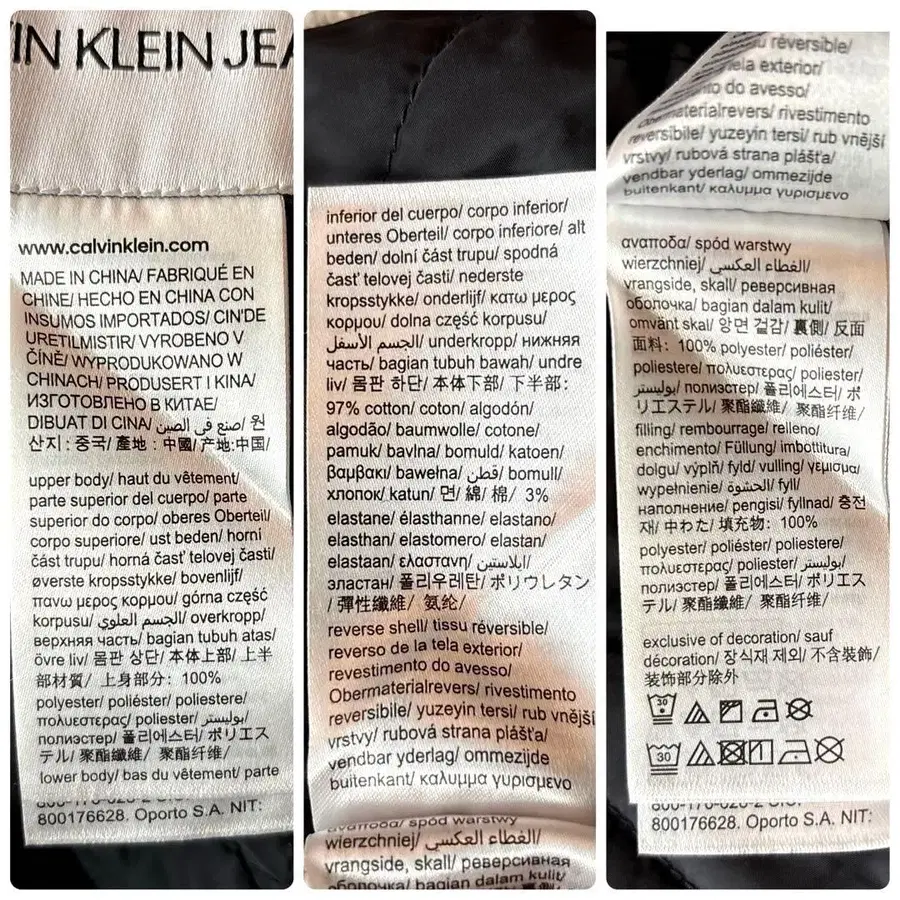 IN KLEIN JEA
www.calvinklein.com
MADE IN CHINA/ FABRIQUÉ EN
CHINE/ HECHO EN CHINA CON
INSUMOS IMPORTADOS/ CIN'DE
URETILMISTIR/ VYROBENO V
ČÍNĚ/ WYPRODUKOWANO W
CHINACH/ PRODUSERT I KINA/
ИЗГОТОВЛЕНО В КИТАЕ/
DIBUAT DI CINA/ صنع في الصين/ 원
산지 : 중국/ 產地 : 中國/ 产地:中国/
upper body/ haut du vêtement/
parte superior del cuerpo/ parte
superior do corpo/ oberes Oberteil/
corpo superiore/ ust beden/ horni
část trupu/ horná časť telovej časti/
øverste kropsstykke/ bovenlijf/
πανω μερος κορμου/ górna część
korpusu/ الجسم العلوي/ overkropp/
верхняя часть/ bagian tubuh atas/
övre liv/ 몸판 상단/ 本体上部/ 上半
部材質/ 上身部分: 100%
polyester/ poliéster/ poliestere/
πολυεστερας/ poliester/ بوليستر/
полиэстер/ 폴리에스터/ ポリエス
テル/ 聚酯纖維/ 聚酯纤维/
lower body/ bas du vêtement/ parte
800176628. Oporto S.A. NIT:
inferior del cuerpo/ corpo inferior/
unteres Oberteil/ corpo inferiore/ alt
beden/ dolní část trupu/ spodná
časť telovej časti/ nederste
kropsstykke/ onderlijf/ κατω μερος
κορμου/ dolna część korpusu/
الجسم الأسفل/ underkropp/ нижняя
часть/ bagian tubuh bawah/ undre
liv/ 몸판 하단/ 本体下部/ 下半部:
97% cotton/ coton/ algodón/
algodão/ baumwolle/ cotone/
pamuk/ bavlna/ bomuld/ katoen/
βαμβακι/ bawełna/ قطن/ bomull/
хлопок/ katun/ 면/ 綿/ 棉/ 3%
elastane/ élasthanne/ elastano/
elasthan/ elastomero/ elastan/
elastaan/ ελαστανη/ الايلاستين/
эластан/ 폴리우레탄/ ポリウレタン
/ 彈性纖維/ 氨纶/
reverse shell/ tissu réversible/
reverso de la tela exterior/
revestimento do avesso/
Obermaterialrevers/ rivestimento
reversibile/ yuzeyin tersi/ rub vnější
vrstvy/ rubová strana plášťa/
vendbar yderlag/ ommezijde
buitenkant/ καλυμμα γυρισμενο
αναποδα/ spód warstwy
wierzchniej/ الغطاء العكسي/
vrangside, skall/ реверсивная
оболочка/ bagian dalam kulit/
réversible/
tela exterior/
to do avesso/
bermaterialrevers/ rivestimento
reversibile/ yuzeyin tersi/ rub vnější
vrstvy/ rubová strana plášťa/
vendbar yderlag/ ommezijde
buitenkant/ καλυμμα γυρισμενο
αναποδα/ spód warstwy
wierzchniej/ الغطاء العكسي/
vrangside, skall/ реверсивная
оболочка/ bagian dalam kulit/
omvänt skal/ 앙면 겉감/ 裏側/ 反面
面料: 100% polyester/ poliéster/
poliestere/ πολυεστερας/ poliester/
بوليستر/ полиэстер/ 폴리에스터/ ポ
リエステル/ 聚酯纖維/ 聚酯纤维/
filling/ rembourrage/ relleno/
enchimento/ Füllung/ imbottitura/
dolgu/ výplň/ fyld/ vulling/ γεμισμα/
wypełnienie/ الحشوة/ fyll/
наполнение/ pengisi/ fyllnad/ 충전
재/ 中わた/ 填充物: 100%
polyester/ poliéster/ poliestere/
πολυεστερας/ poliester/ بوليستر/
полиэстер/ 폴리에스터/ ポリエス
テル/ 聚酯纖維/ 聚酯纤维/
exclusive of decoration/ sauf
décoration/ 장식재 제외/ 不含裝飾/
装饰部分除外
30
30
800176628. Oporto S.A. NIT: